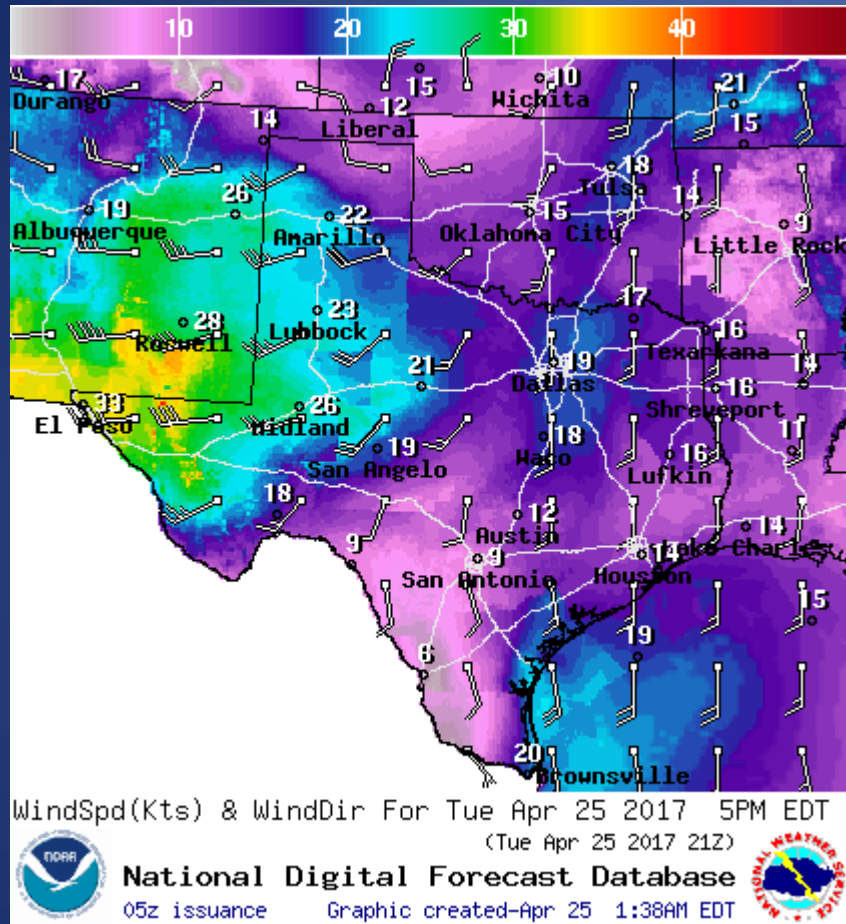 10 20 30 40
17 15 10 21
Durango Wichita
12 Liberal
14 15
18 Tulsa
19 26 22 15 14 9
Albuquerque Amarillo Oklahoma City Little Rock
28 23 17
Roswell Lubbock 16
Texarkana
21 19 14
Dallas 16
33 26 Shreveport
El Paso Midland
19 18 16 11
San Angelo Waco Lufkin
18 12 14
Austin Lake Charles
9 9 14
San Antonio Houston
15
19
6
20 Brownsville
WindSpd(Kts) & WindDir For Tue Apr 25 2017 5PM EDT
(Tue Apr 25 2017 21Z)
NOAA
National Digital Forecast Database
05z issuance Graphic created-Apr 25 1:38AM EDT
NATIONAL WEATHER SERVICE